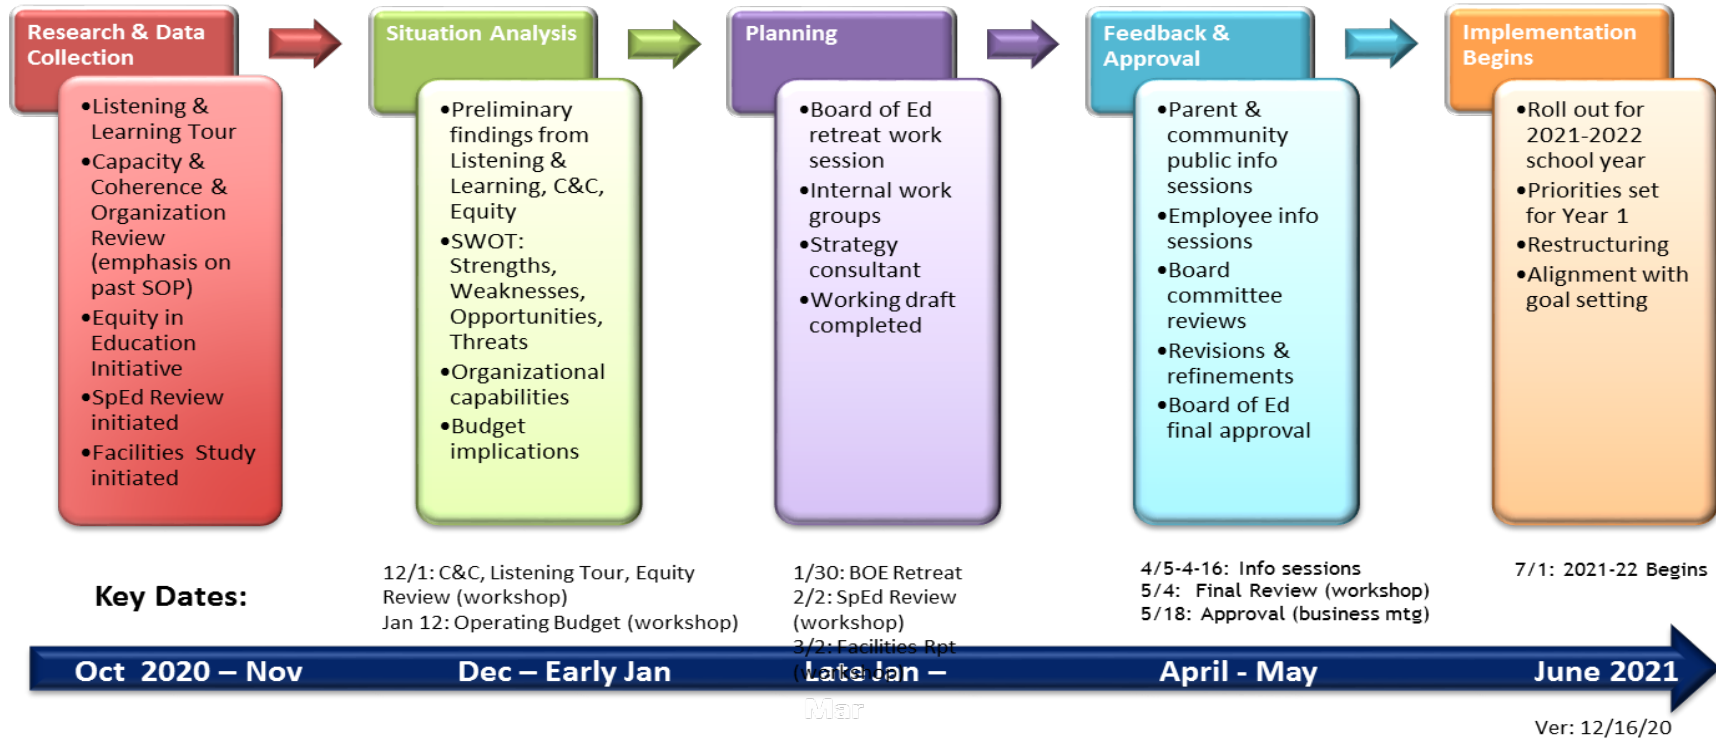 Research & Data
Collection
•Listening &
Learning Tour
•Capacity &
Coherence &
Organization
Review
(emphasis on
past SOP)
•Equity in
Education
Initiative
•SpEd Review
initiated
•Facilities Study
initiated
Situation Analysis
•Preliminary
findings from
Listening &
Learning, C&C,
Equity
•SWOT:
Strengths,
Weaknesses,
Opportunities,
Threats
•Organizational
capabilities
•Budget
implications
Planning
•Board of Ed
retreat work
session
•Internal work
groups
•Strategy
consultant
•Working draft
completed
Feedback &
Approval
•Parent &
community
public info
sessions
•Employee info
sessions
•Board
committee
reviews
•Revisions &
refinements
•Board of Ed
final approval
Implementation
Begins
•Roll out for
2021-2022
school year
•Priorities set
for Year 1
•Restructuring
•Alignment with
goal setting
Key Dates:
12/1: C&C, Listening Tour, Equity
Review (workshop)
Jan 12: Operating Budget (workshop)
1/30: BOE Retreat
2/2: SpEd Review
(workshop)
3/2: Facilities Rpt
(workshop)
4/5-4-16: Info sessions
5/4: Final Review (workshop)
5/18: Approval (business mtg)
7/1: 2021-22 Begins
Oct 2020 – Nov
Dec – Early Jan
Late Jan –
Mar
April - May
June 2021
Ver: 12/16/20